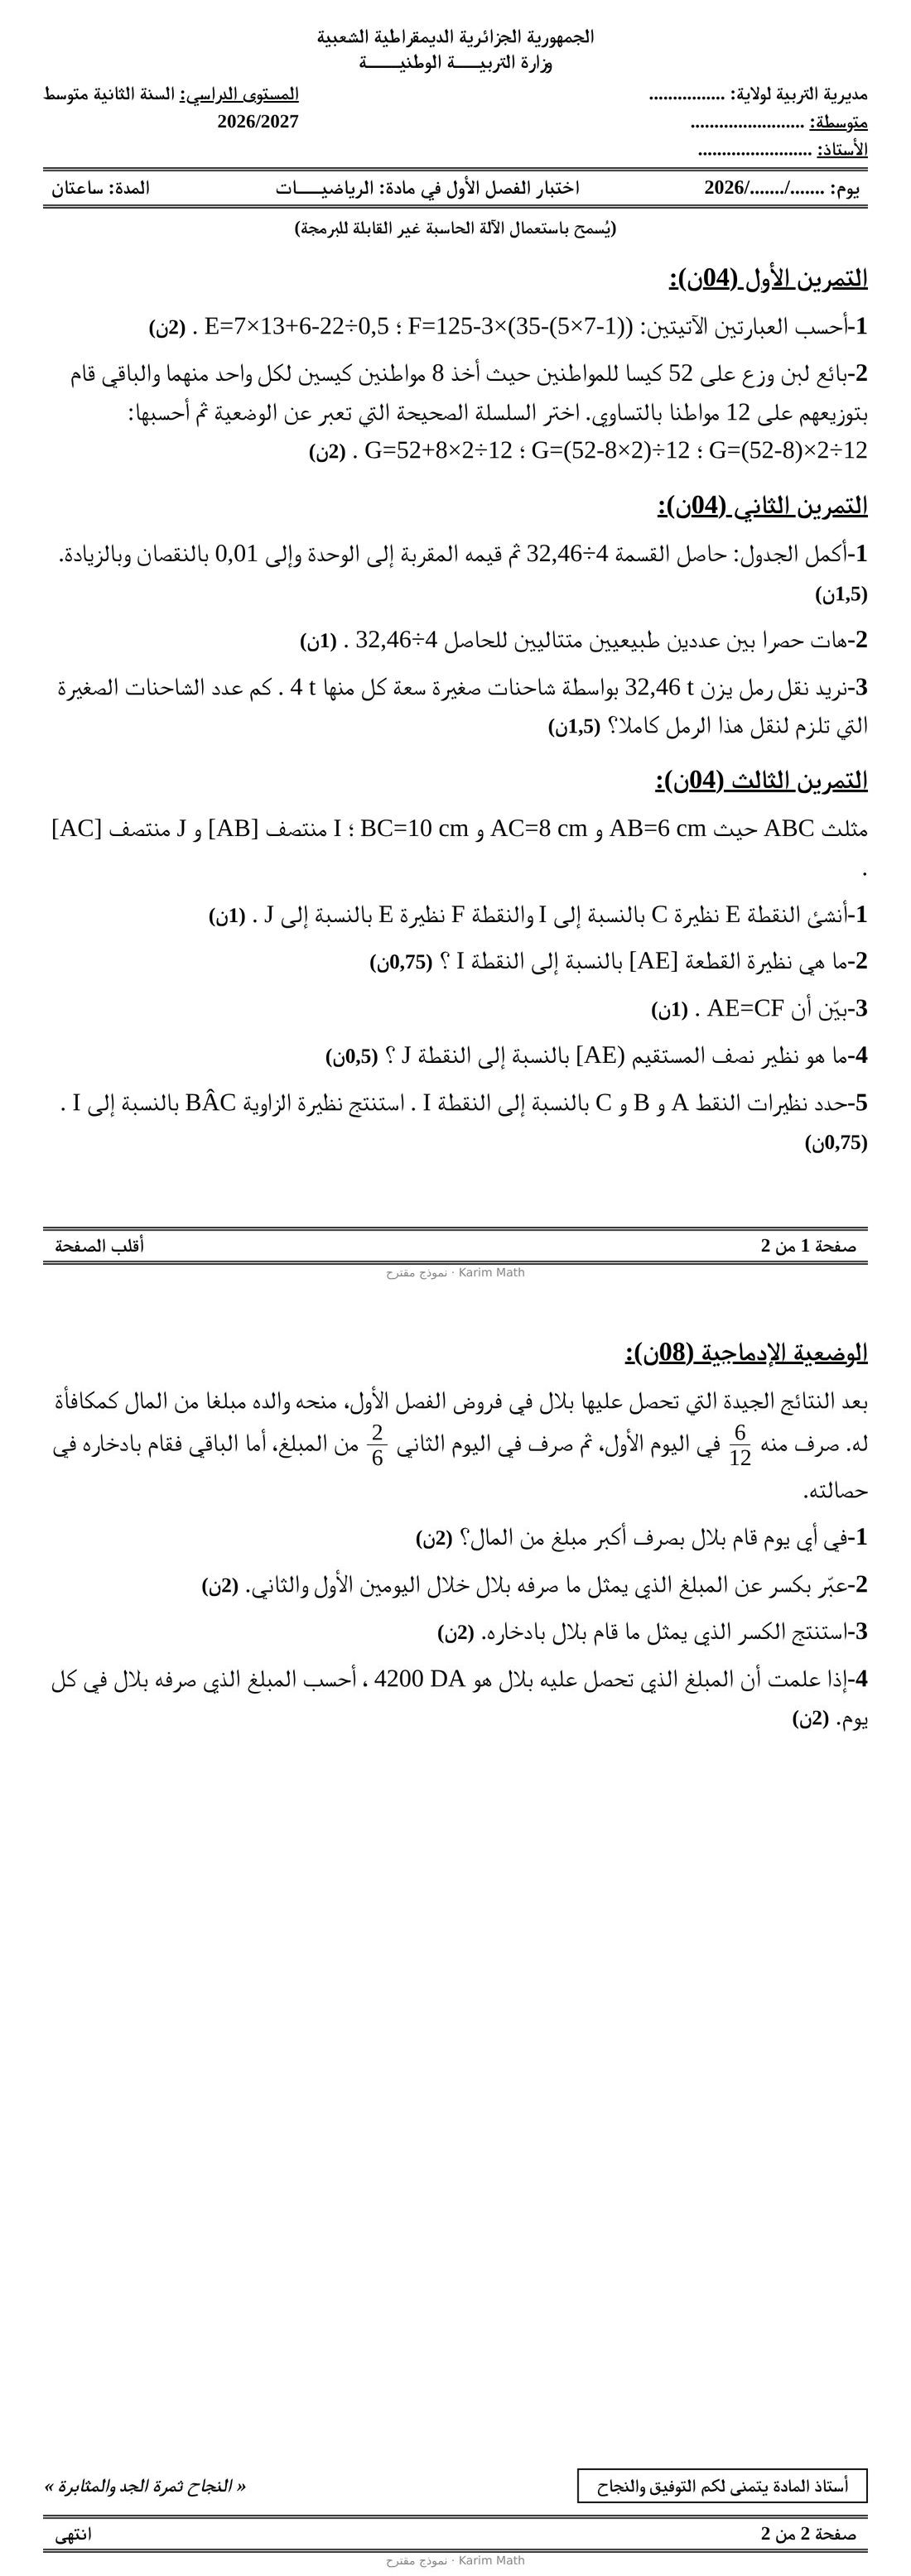 الجمهورية الجزائرية الديمقراطية الشعبية
وزارة التربيـــــة الوطنيـــــــة
مديرية التربية لولاية: ................
المستوى الدراسي: السنة الثانية متوسط
متوسطة: ........................
2026/2027
الأستاذ: ........................
يوم: ......./......./2026
اختبار الفصل الأول في مادة: الرياضيـــــات
المدة: ساعتان
(يُسمح باستعمال الآلة الحاسبة غير القابلة للبرمجة)
التمرين الأول (04ن):
1-أحسب العبارتين الآتيتين: F=125-3×(35-(5×7-1)) ؛ E=7×13+6-22÷0,5 . (2ن)
2-بائع لبن وزع على 52 كيسا للمواطنين حيث أخذ 8 مواطنين كيسين لكل واحد منهما والباقي قام
بتوزيعهم على 12 مواطنا بالتساوي. اختر السلسلة الصحيحة التي تعبر عن الوضعية ثم أحسبها:
G=(52-8)×2÷12 ؛ G=(52-8×2)÷12 ؛ G=52+8×2÷12 . (2ن)
التمرين الثاني (04ن):
1-أكمل الجدول: حاصل القسمة 32,46÷4 ثم قيمه المقربة إلى الوحدة وإلى 0,01 بالنقصان وبالزيادة.
(1,5ن)
2-هات حصرا بين عددين طبيعيين متتاليين للحاصل 32,46÷4 . (1ن)
3-نريد نقل رمل يزن 32,46 t بواسطة شاحنات صغيرة سعة كل منها 4 t . كم عدد الشاحنات الصغيرة
التي تلزم لنقل هذا الرمل كاملا؟ (1,5ن)
التمرين الثالث (04ن):
مثلث ABC حيث AB=6 cm و AC=8 cm و BC=10 cm ؛ I منتصف [AB] و J منتصف [AC]
.
1-أنشئ النقطة E نظيرة C بالنسبة إلى I والنقطة F نظيرة E بالنسبة إلى J . (1ن)
2-ما هي نظيرة القطعة [AE] بالنسبة إلى النقطة I ؟ (0,75ن)
3-بيّن أن AE=CF . (1ن)
4-ما هو نظير نصف المستقيم [AE) بالنسبة إلى النقطة J ؟ (0,5ن)
5-حدد نظيرات النقط A و B و C بالنسبة إلى النقطة I . استنتج نظيرة الزاوية BÂC بالنسبة إلى I .
(0,75ن)
صفحة 1 من 2
أقلب الصفحة
Karim Math · نموذج مقترح
الوضعية الإدماجية (08ن):
بعد النتائج الجيدة التي تحصل عليها بلال في فروض الفصل الأول، منحه والده مبلغا من المال كمكافأة
له. صرف منه 6/12 في اليوم الأول، ثم صرف في اليوم الثاني 2/6 من المبلغ، أما الباقي فقام بادخاره في
حصالته.
1-في أي يوم قام بلال بصرف أكبر مبلغ من المال؟ (2ن)
2-عبّر بكسر عن المبلغ الذي يمثل ما صرفه بلال خلال اليومين الأول والثاني. (2ن)
3-استنتج الكسر الذي يمثل ما قام بلال بادخاره. (2ن)
4-إذا علمت أن المبلغ الذي تحصل عليه بلال هو 4200 DA ، أحسب المبلغ الذي صرفه بلال في كل
يوم. (2ن)
أستاذ المادة يتمنى لكم التوفيق والنجاح
« النجاح ثمرة الجد والمثابرة »
صفحة 2 من 2
انتهى
Karim Math · نموذج مقترح